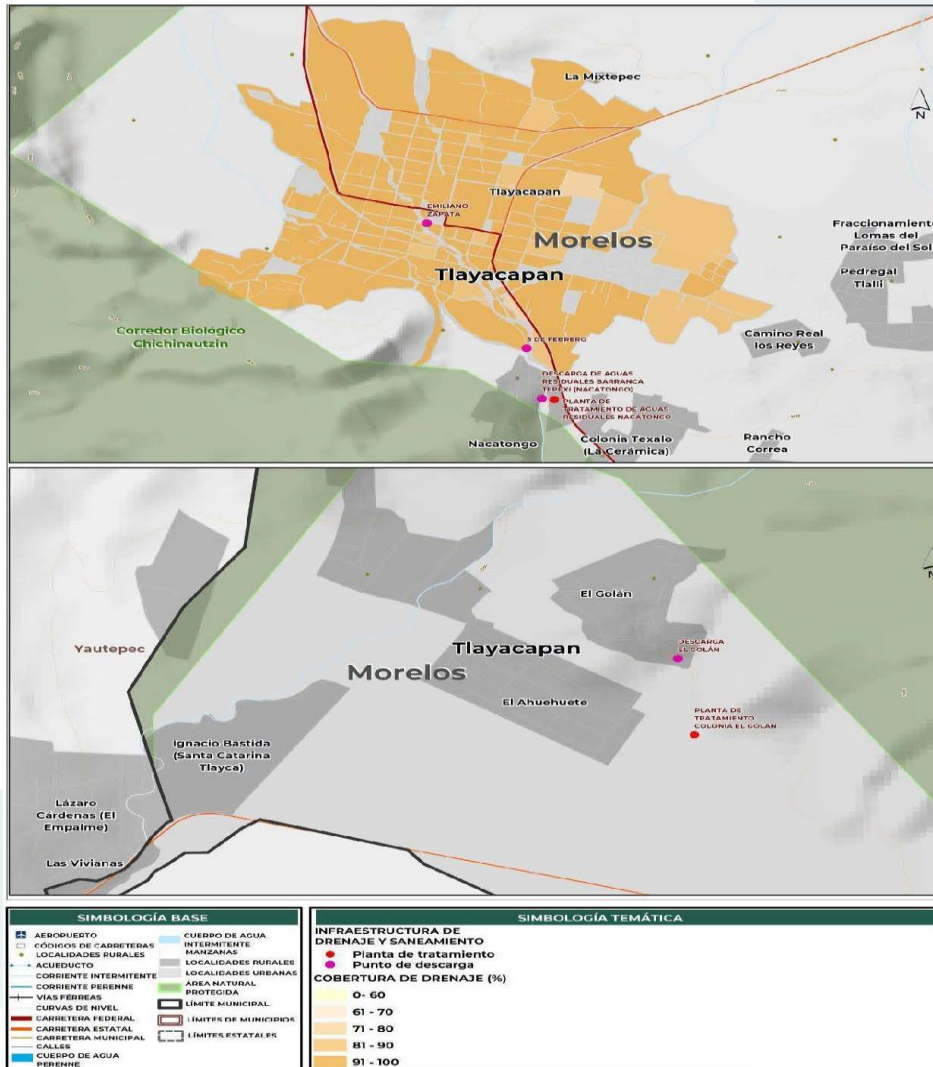 La Mixtepec
N
Tlayacapan
EMILIANO
ZAPATA
Morelos
Tlayacapan
Fraccionamiento
Lomas del
Paraíso del Sol
Pedregal
Tlalli
Corredor Biológico
Chichinautzin
Camino Real
los Reyes
5 DE FEBRERO
DESCARGA DE AGUAS
RESIDUALES BARRANCA
TEPEXI (NACATONGO)
PLANTA DE
TRATAMIENTO DE AGUAS
RESIDUALES NACATONGO
Nacatongo
Colonia Texalo
(La Cerámica)
Rancho
Correa
N
El Golán
Yautepec
Tlayacapan
Morelos
DESCARGA
EL GOLÁN
El Ahuehuete
PLANTA DE
TRATAMIENTO
COLONIA EL GOLÁN
Ignacio Bastida
(Santa Catarina
Tlayca)
Lázaro
Cárdenas (El
Empalme)
Las Vivianas
SIMBOLOGÍA BASE
AEROPUERTO
CÓDIGOS DE CARRETERAS
LOCALIDADES RURALES
ACUEDUCTO
CORRIENTE INTERMITENTE
CORRIENTE PERENNE
VÍAS FÉRREAS
CURVAS DE NIVEL
CARRETERA FEDERAL
CARRETERA ESTATAL
CARRETERA MUNICIPAL
CALLES
CUERPO DE AGUA
PERENNE
CUERPO DE AGUA
INTERMITENTE
MANZANAS
LOCALIDADES RURALES
LOCALIDADES URBANAS
ÁREA NATURAL
PROTEGIDA
LÍMITE MUNICIPAL
LÍMITES DE MUNICIPIOS
LÍMITES ESTATALES
SIMBOLOGÍA TEMÁTICA
INFRAESTRUCTURA DE
DRENAJE Y SANEAMIENTO
Planta de tratamiento
Punto de descarga
COBERTURA DE DRENAJE (%)
0- 60
61 - 70
71 - 80
81 - 90
91 - 100